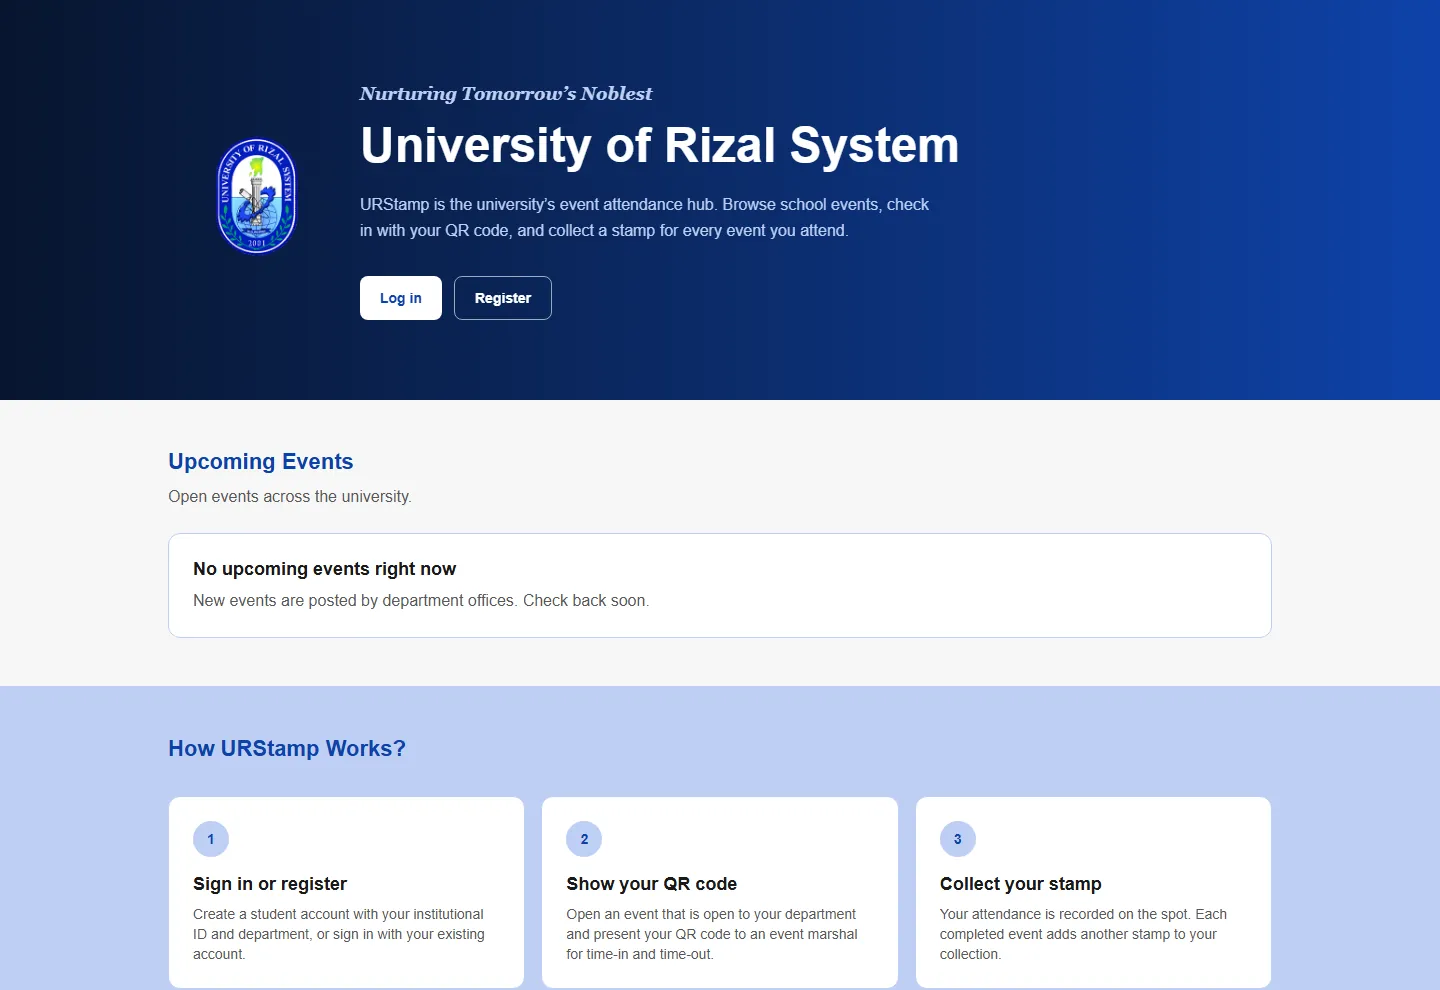 Nurturing Tomorrow’s Noblest
University of Rizal System
UNIVERSITY OF RIZAL SYSTEM
2001
URStamp is the university’s event attendance hub. Browse school events, check
in with your QR code, and collect a stamp for every event you attend.
Log in
Register
Upcoming Events
Open events across the university.
No upcoming events right now
New events are posted by department offices. Check back soon.
How URStamp Works?
1
Sign in or register
Create a student account with your institutional
ID and department, or sign in with your existing
account.
2
Show your QR code
Open an event that is open to your department
and present your QR code to an event marshal
for time-in and time-out.
3
Collect your stamp
Your attendance is recorded on the spot. Each
completed event adds another stamp to your
collection.